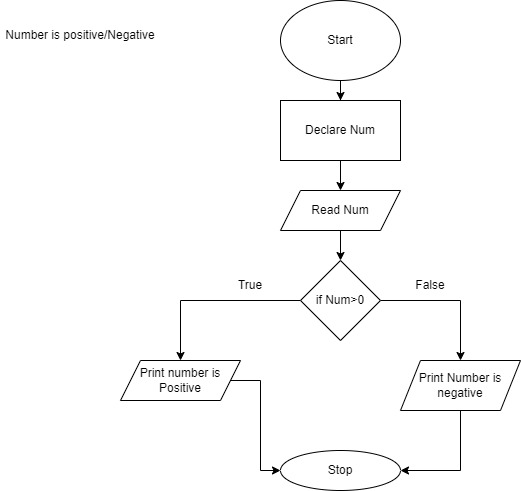 Number is positive/Negative
Start
Declare Num
Read Num
if Num>0
True
False
Print number is
Positive
Print Number is
negative
Stop